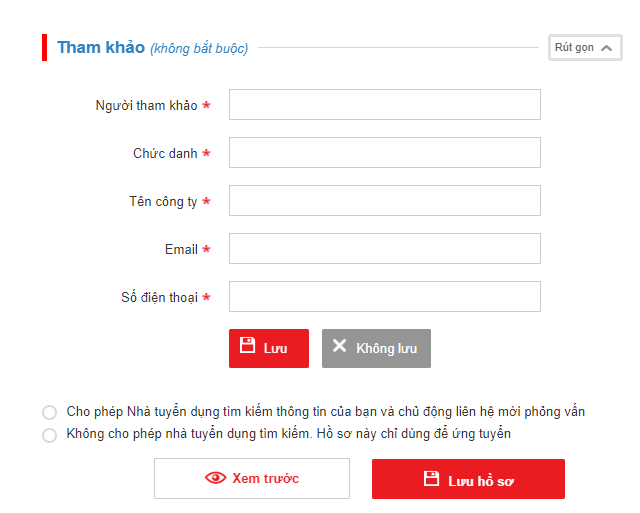 Tham khảo (không bắt buộc)
Rút gọn
Người tham khảo *
Chức danh *
Tên công ty *
Email *
Số điện thoại *
Lưu
Không lưu
Cho phép Nhà tuyển dụng tìm kiếm thông tin của bạn và chủ động liên hệ mời phỏng vấn
Không cho phép nhà tuyển dụng tìm kiếm. Hồ sơ này chỉ dùng để ứng tuyển
Xem trước
Lưu hồ sơ